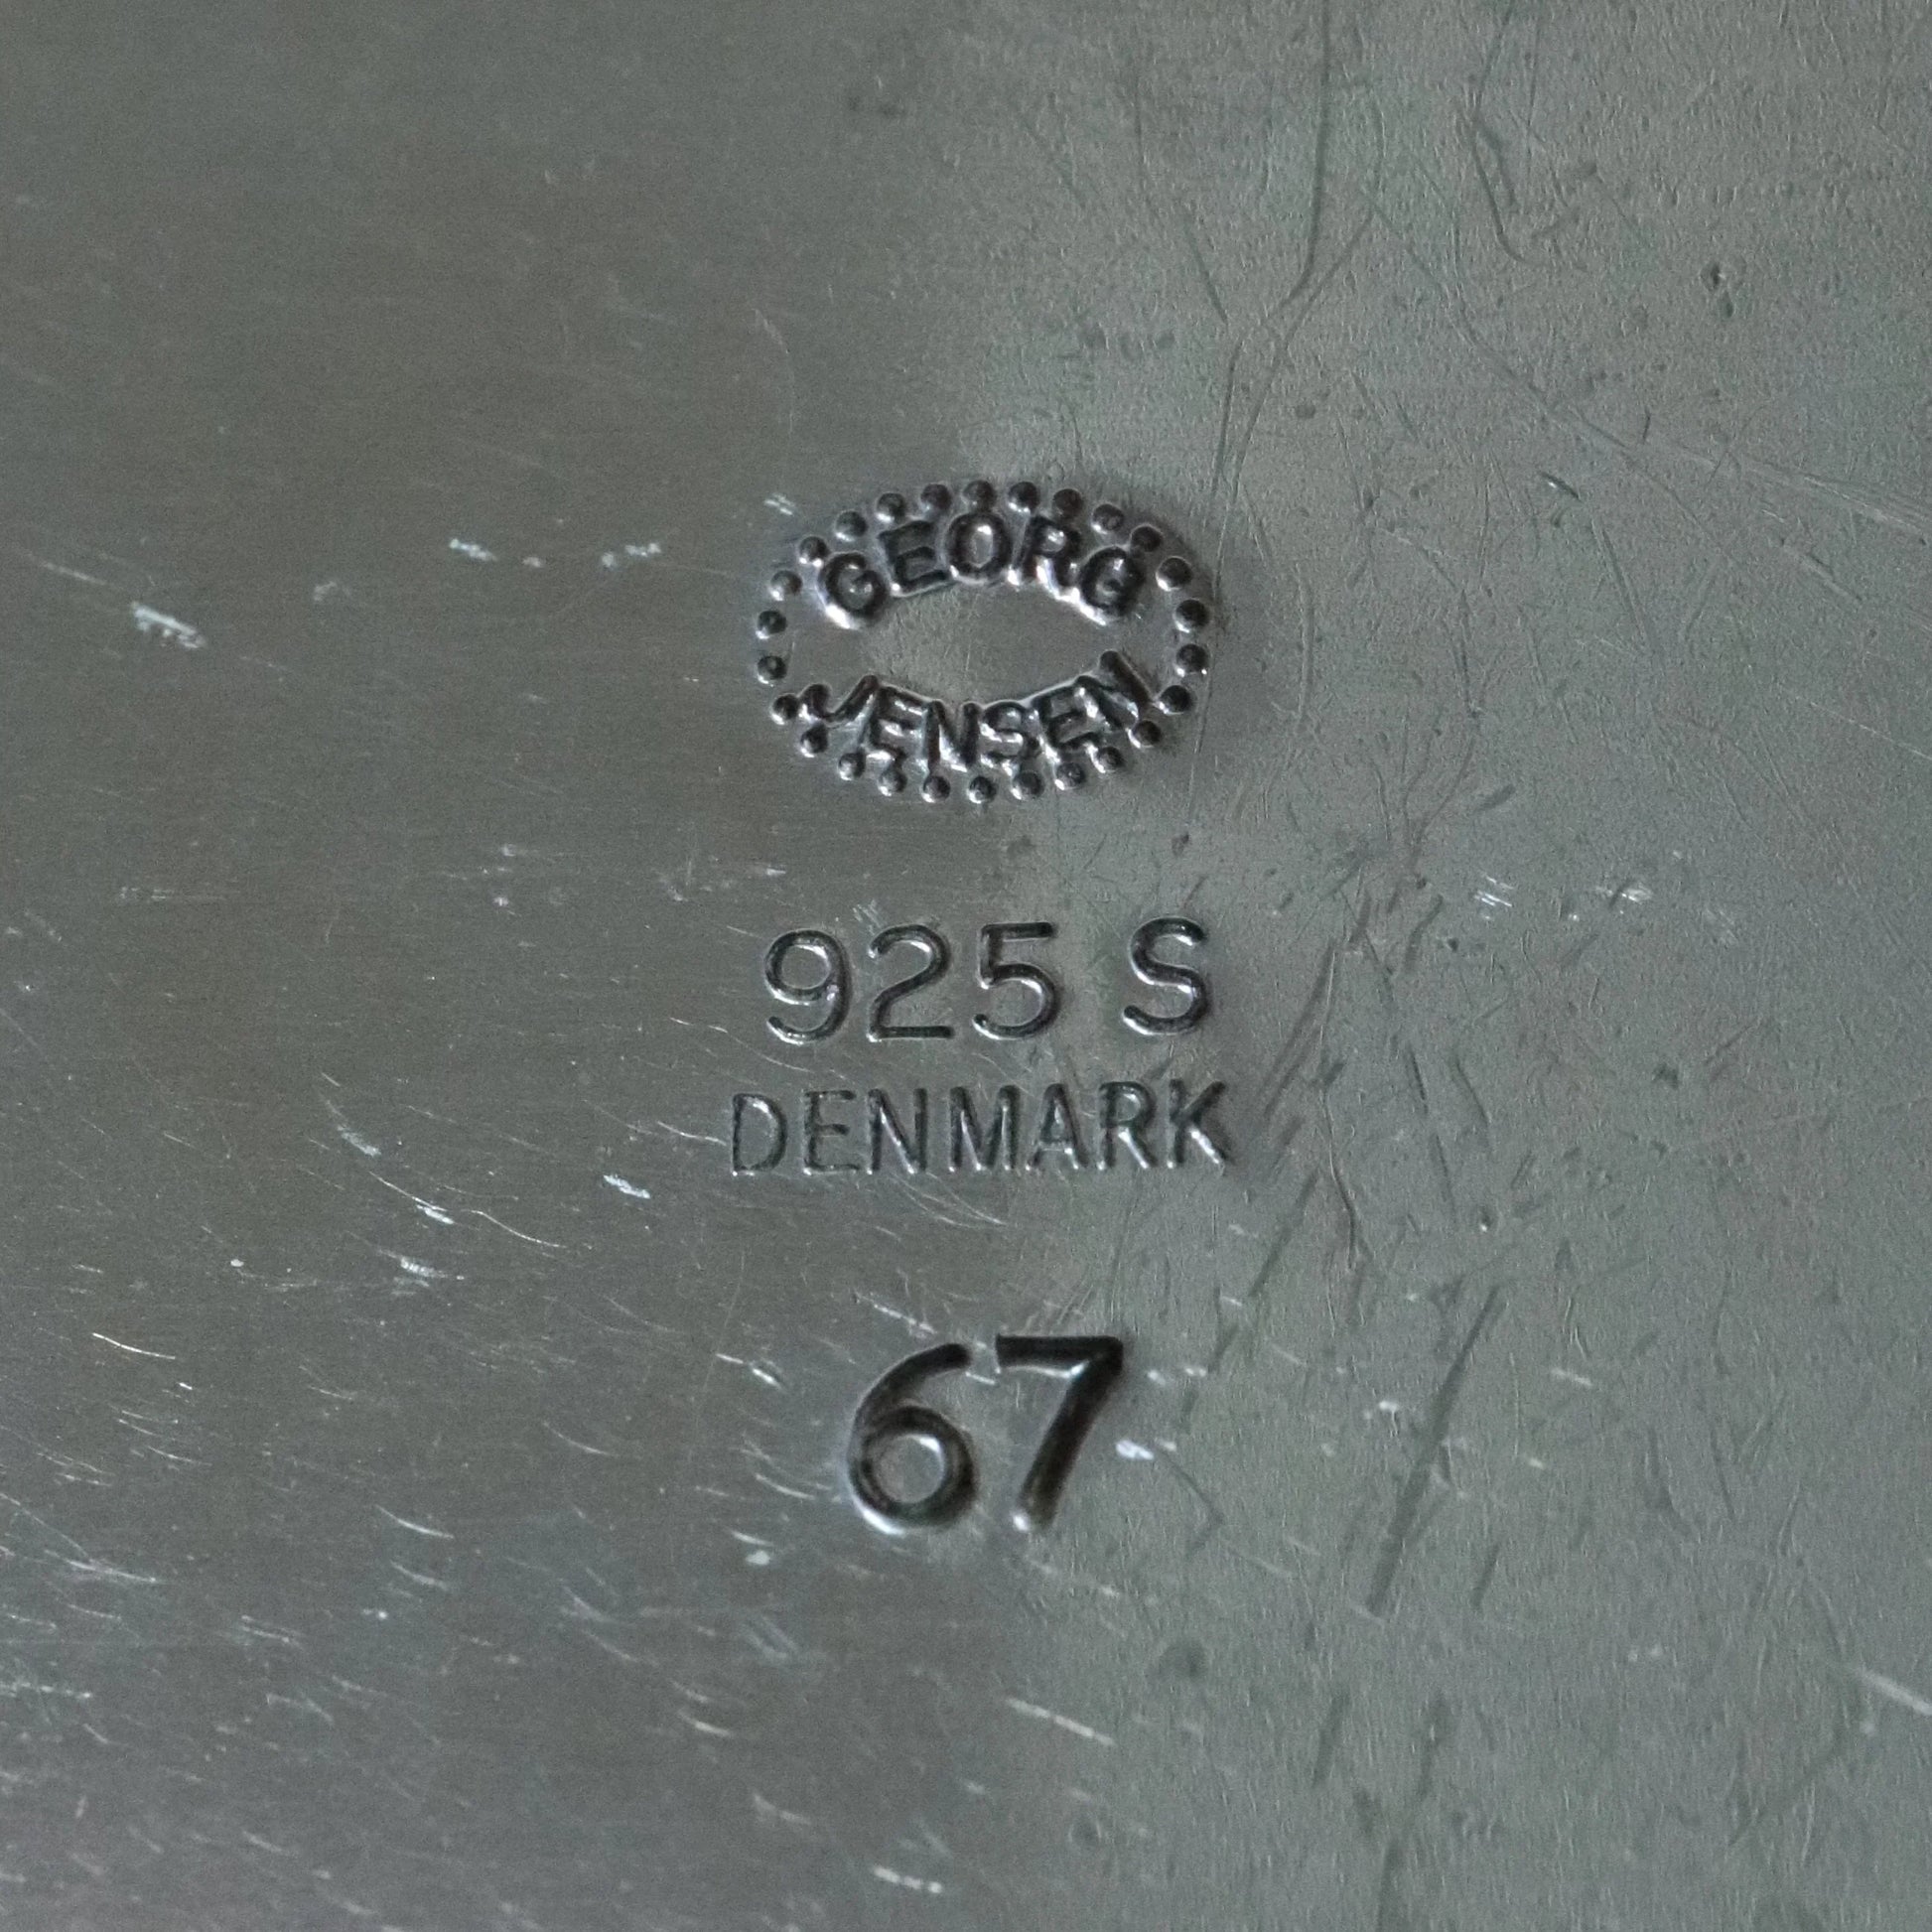 GEORG
JENSEN
925 S
DENMARK
67